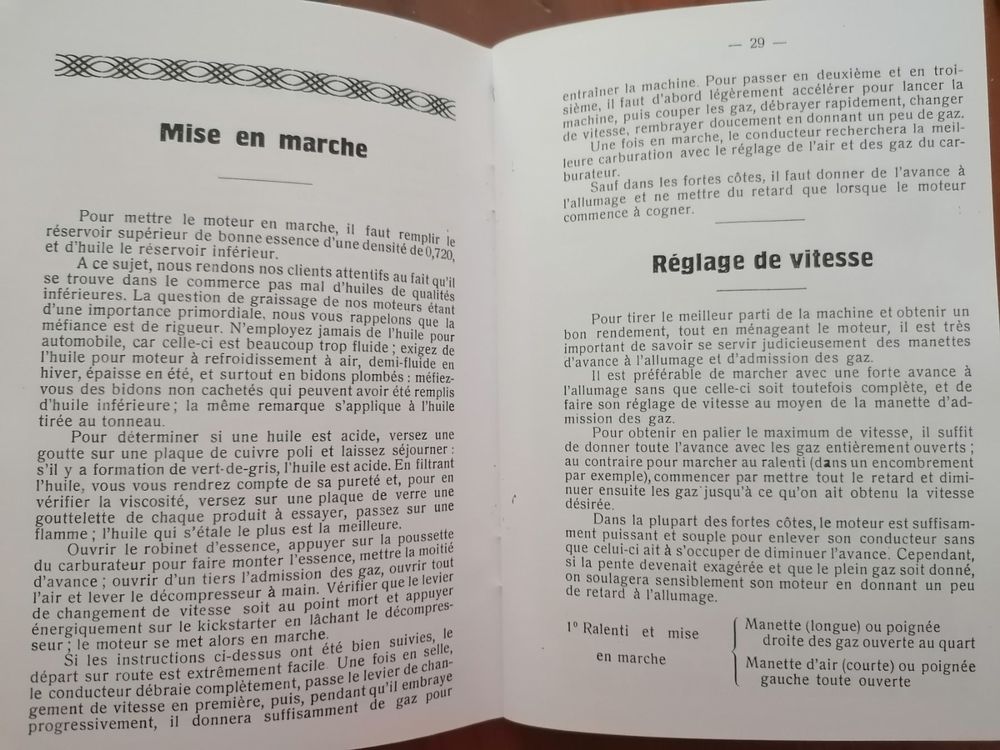 Mise en marche
Pour mettre le moteur en marche, il faut remplir le
réservoir supérieur de bonne essence d'une densité de 0,720,
et d'huile le réservoir inférieur.
A ce sujet, nous rendons nos clients attentifs au fait qu'il
se trouve dans le commerce pas mal d'huiles de qualités
inférieures. La question de graissage de nos moteurs étant
d'une importance primordiale, nous vous rappelons que la
méfiance est de rigueur. N'employez jamais de l'huile pour
automobile, car celle-ci est beaucoup trop fluide ; exigez de
l'huile pour moteur à refroidissement à air, demi-fluide en
hiver, épaisse en été, et surtout en bidons plombés : méfiez-
vous des bidons non cachetés qui peuvent avoir été remplis
d'huile inférieure ; la même remarque s'applique à l'huile
tirée au tonneau.
Pour déterminer si une huile est acide, versez une
goutte sur une plaque de cuivre poli et laissez séjourner :
s'il y a formation de vert-de-gris, l'huile est acide. En filtrant
l'huile, vous vous rendrez compte de sa pureté et, pour en
vérifier la viscosité, versez sur une plaque de verre une
gouttelette de chaque produit à essayer, passez sur une
flamme ; l'huile qui s'étale le plus est la meilleure.
Ouvrir le robinet d'essence, appuyer sur la poussette
du carburateur pour faire monter l'essence, mettre la moitié
d'avance ; ouvrir d'un tiers l'admission des gaz, ouvrir tout
l'air et lever le décompresseur à main. Vérifier que le levier
de changement de vitesse soit au point mort et appuyer
énergiquement sur le kickstarter en lâchant le décompres-
seur ; le moteur se met alors en marche.
Si les instructions ci-dessus ont été bien suivies, le
départ sur route est extrêmement facile. Une fois en selle,
le conducteur débraie complètement, passe le levier de chan-
gement de vitesse en première, puis, pendant qu'il embraye
progressivement, il donnera suffisamment de gaz pour
— 29 —
entraîner la machine. Pour passer en deuxième et en troi-
sième, il faut d'abord légèrement accélérer pour lancer la
machine, puis couper les gaz, débrayer rapidement, changer
de vitesse, rembrayer doucement en donnant un peu de gaz.
Une fois en marche, le conducteur recherchera la meil-
leure carburation avec le réglage de l'air et des gaz du car-
burateur.
Sauf dans les fortes côtes, il faut donner de l'avance à
l'allumage et ne mettre du retard que lorsque le moteur
commence à cogner.
Réglage de vitesse
Pour tirer le meilleur parti de la machine et obtenir un
bon rendement, tout en ménageant le moteur, il est très
important de savoir se servir judicieusement des manettes
d'avance à l'allumage et d'admission des gaz.
Il est préférable de marcher avec une forte avance à
l'allumage sans que celle-ci soit toutefois complète, et de
faire son réglage de vitesse au moyen de la manette d'ad-
mission des gaz.
Pour obtenir en palier le maximum de vitesse, il suffit
de donner toute l'avance avec les gaz entièrement ouverts ;
au contraire pour marcher au ralenti (dans un encombrement
par exemple), commencer par mettre tout le retard et dimi-
nuer ensuite les gaz jusqu'à ce qu'on ait obtenu la vitesse
désirée.
Dans la plupart des fortes côtes, le moteur est suffisam-
ment puissant et souple pour enlever son conducteur sans
que celui-ci ait à s'occuper de diminuer l'avance. Cependant,
si la pente devenait exagérée et que le plein gaz soit donné,
on soulagera sensiblement son moteur en donnant un peu
de retard à l'allumage.
1º Ralenti et mise
en marche
Manette (longue) ou poignée
droite des gaz ouverte au quart
Manette d'air (courte) ou poignée
gauche toute ouverte